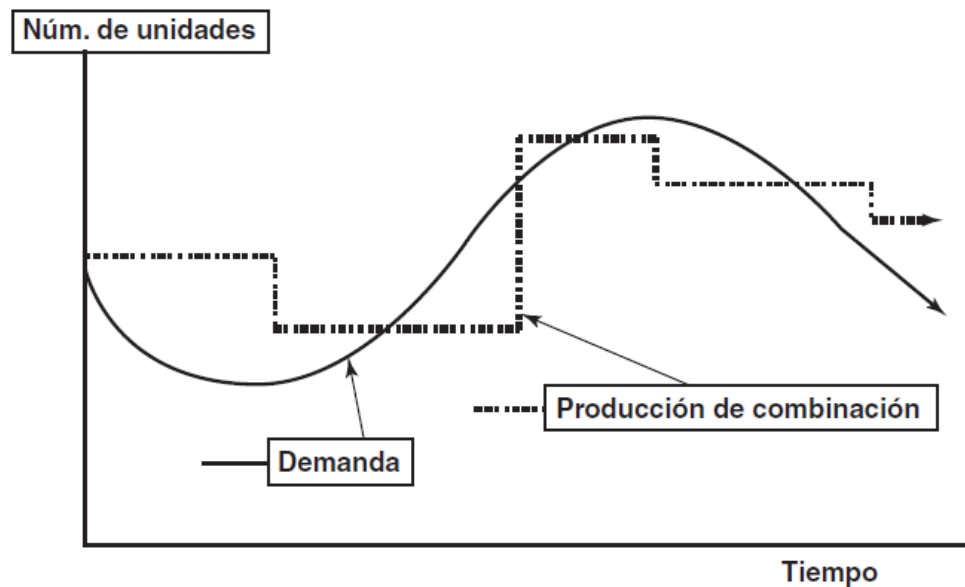 Núm. de unidades
Producción de combinación
Demanda
Tiempo